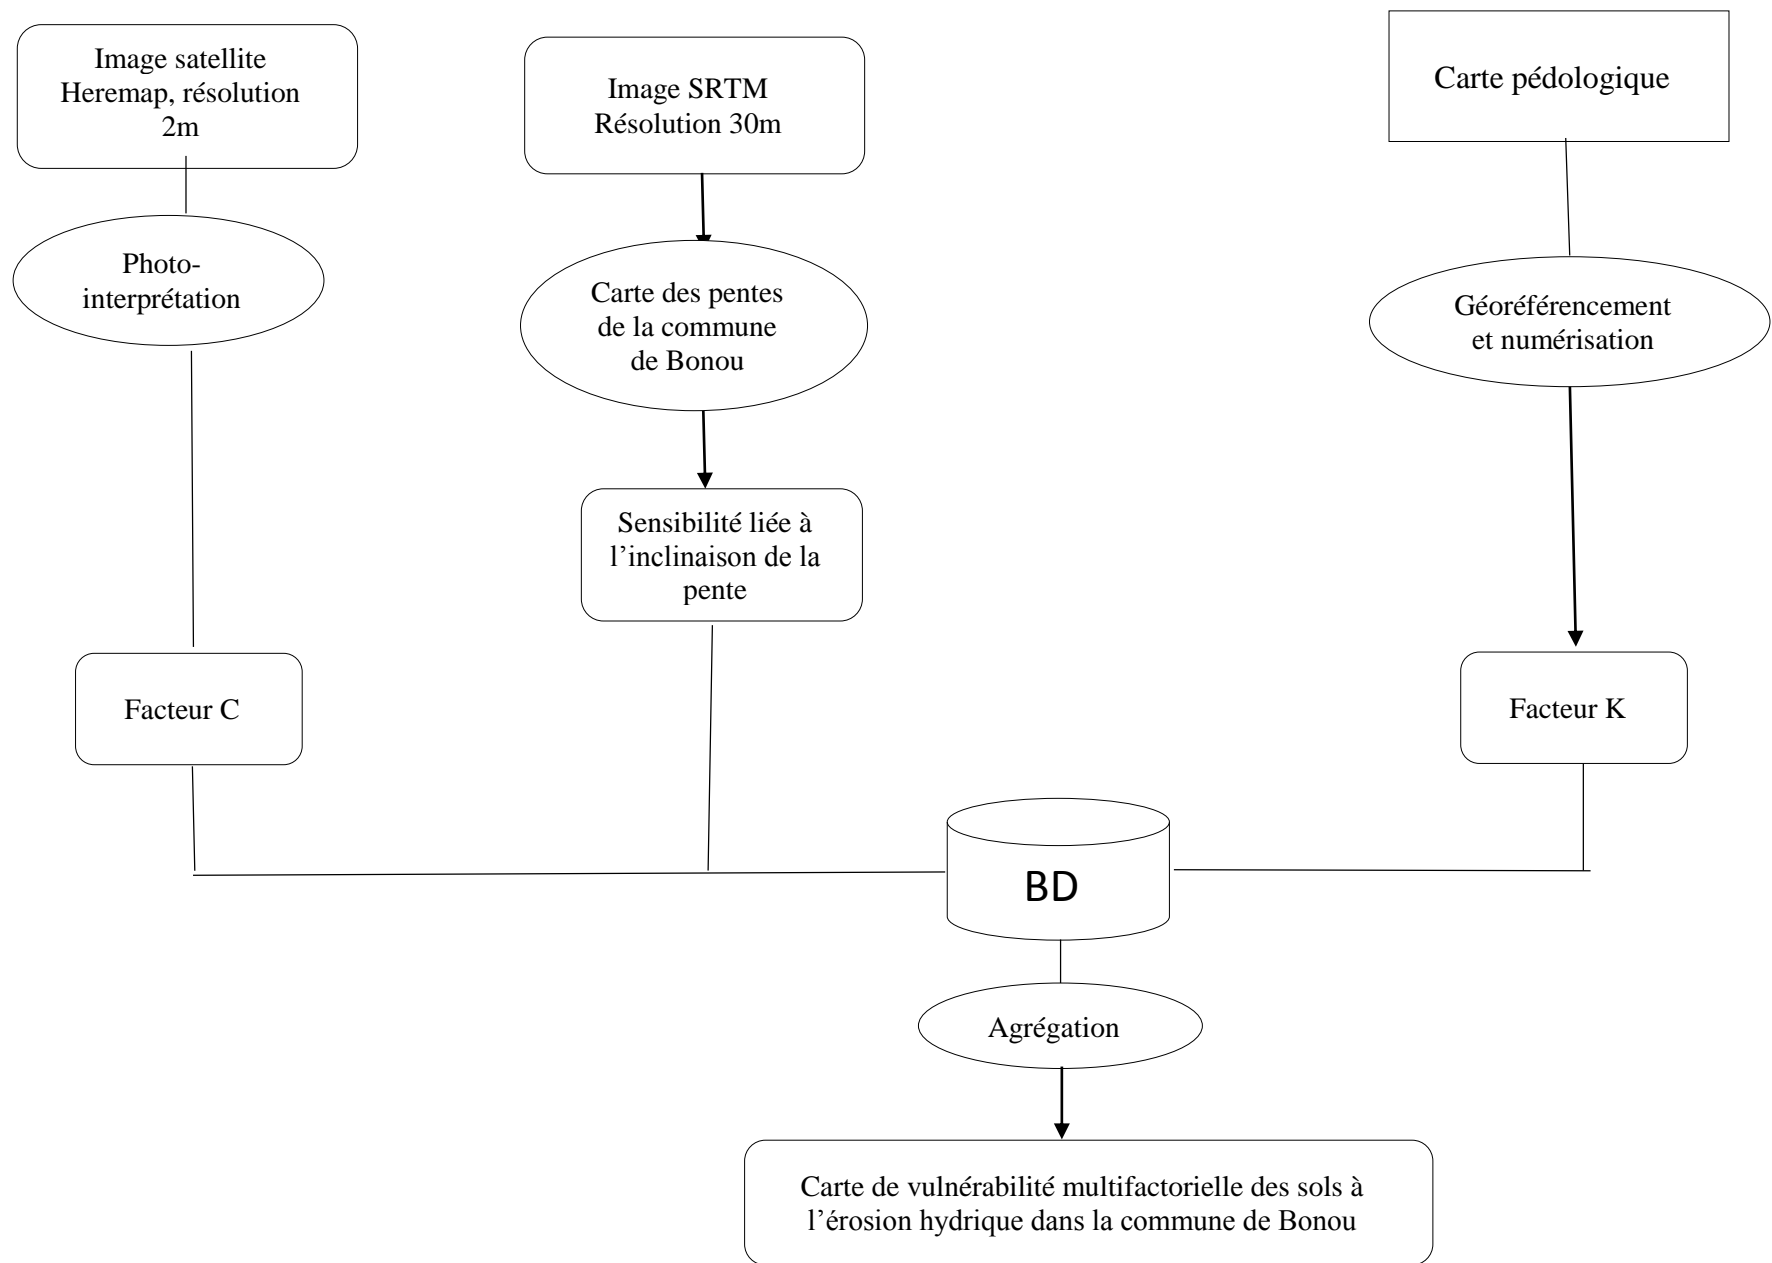 Image satellite
Heremap, résolution
2m
Image SRTM
Résolution 30m
Carte pédologique
Photo-
interprétation
Carte des pentes
de la commune
de Bonou
Géoréférencement
et numérisation
Sensibilité liée à
l’inclinaison de la
pente
Facteur C
Facteur K
BD
Agrégation
Carte de vulnérabilité multifactorielle des sols à
l’érosion hydrique dans la commune de Bonou